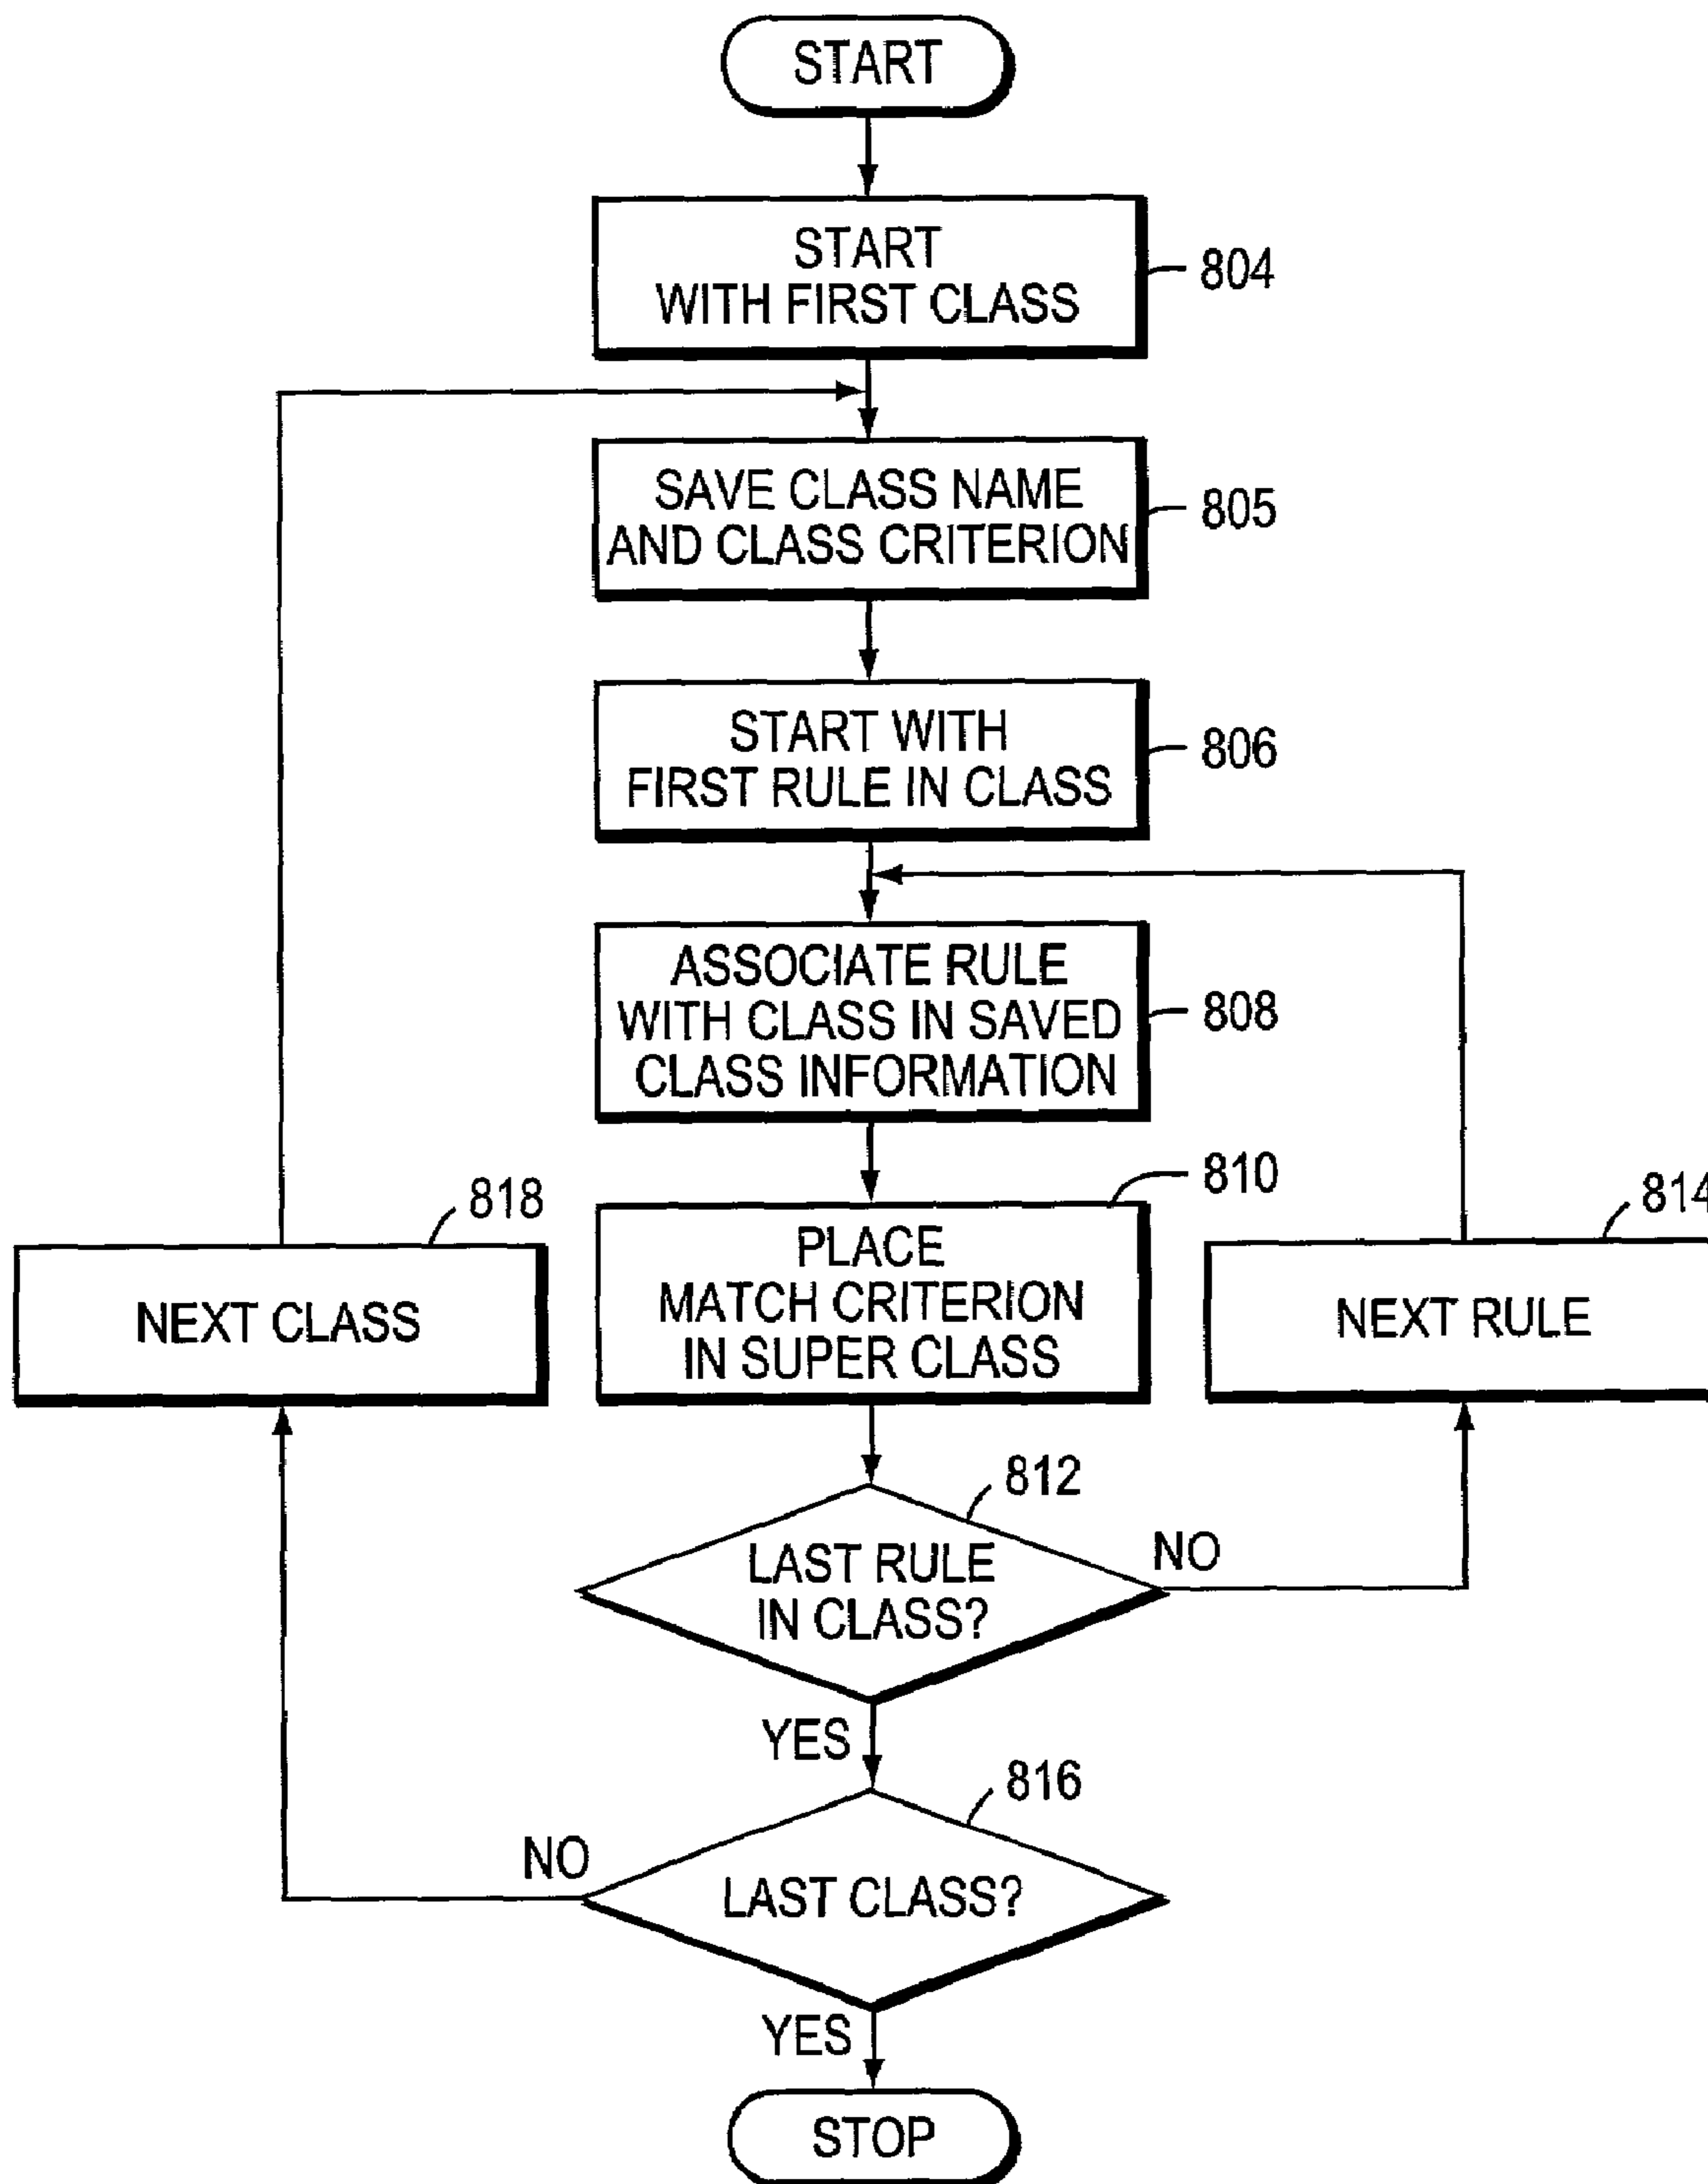 START
START
WITH FIRST CLASS
804
SAVE CLASS NAME
AND CLASS CRITERION
805
START WITH
FIRST RULE IN CLASS
806
ASSOCIATE RULE
WITH CLASS IN SAVED
CLASS INFORMATION
808
818
NEXT CLASS
810
PLACE
MATCH CRITERION
IN SUPER CLASS
814
NEXT RULE
812
LAST RULE
IN CLASS?
NO
YES
816
NO
LAST CLASS?
YES
STOP